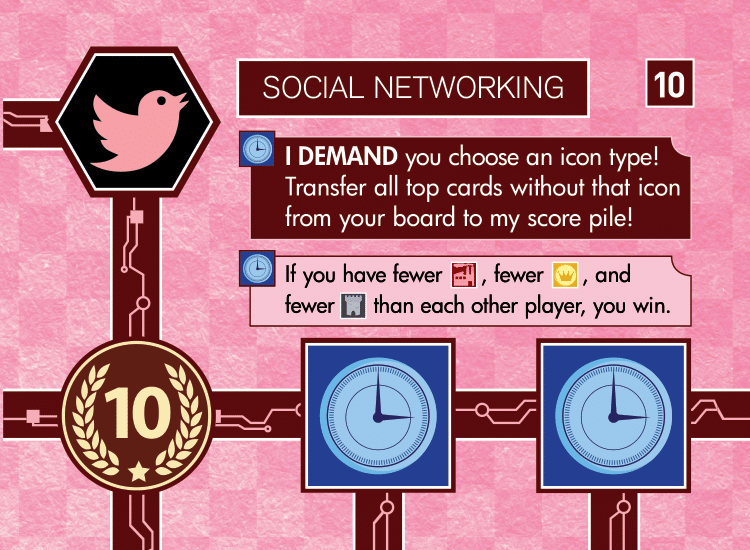 SOCIAL NETWORKING
10
I DEMAND you choose an icon type!
Transfer all top cards without that icon
from your board to my score pile!
If you have fewer , fewer , and
fewer than each other player, you win.
10